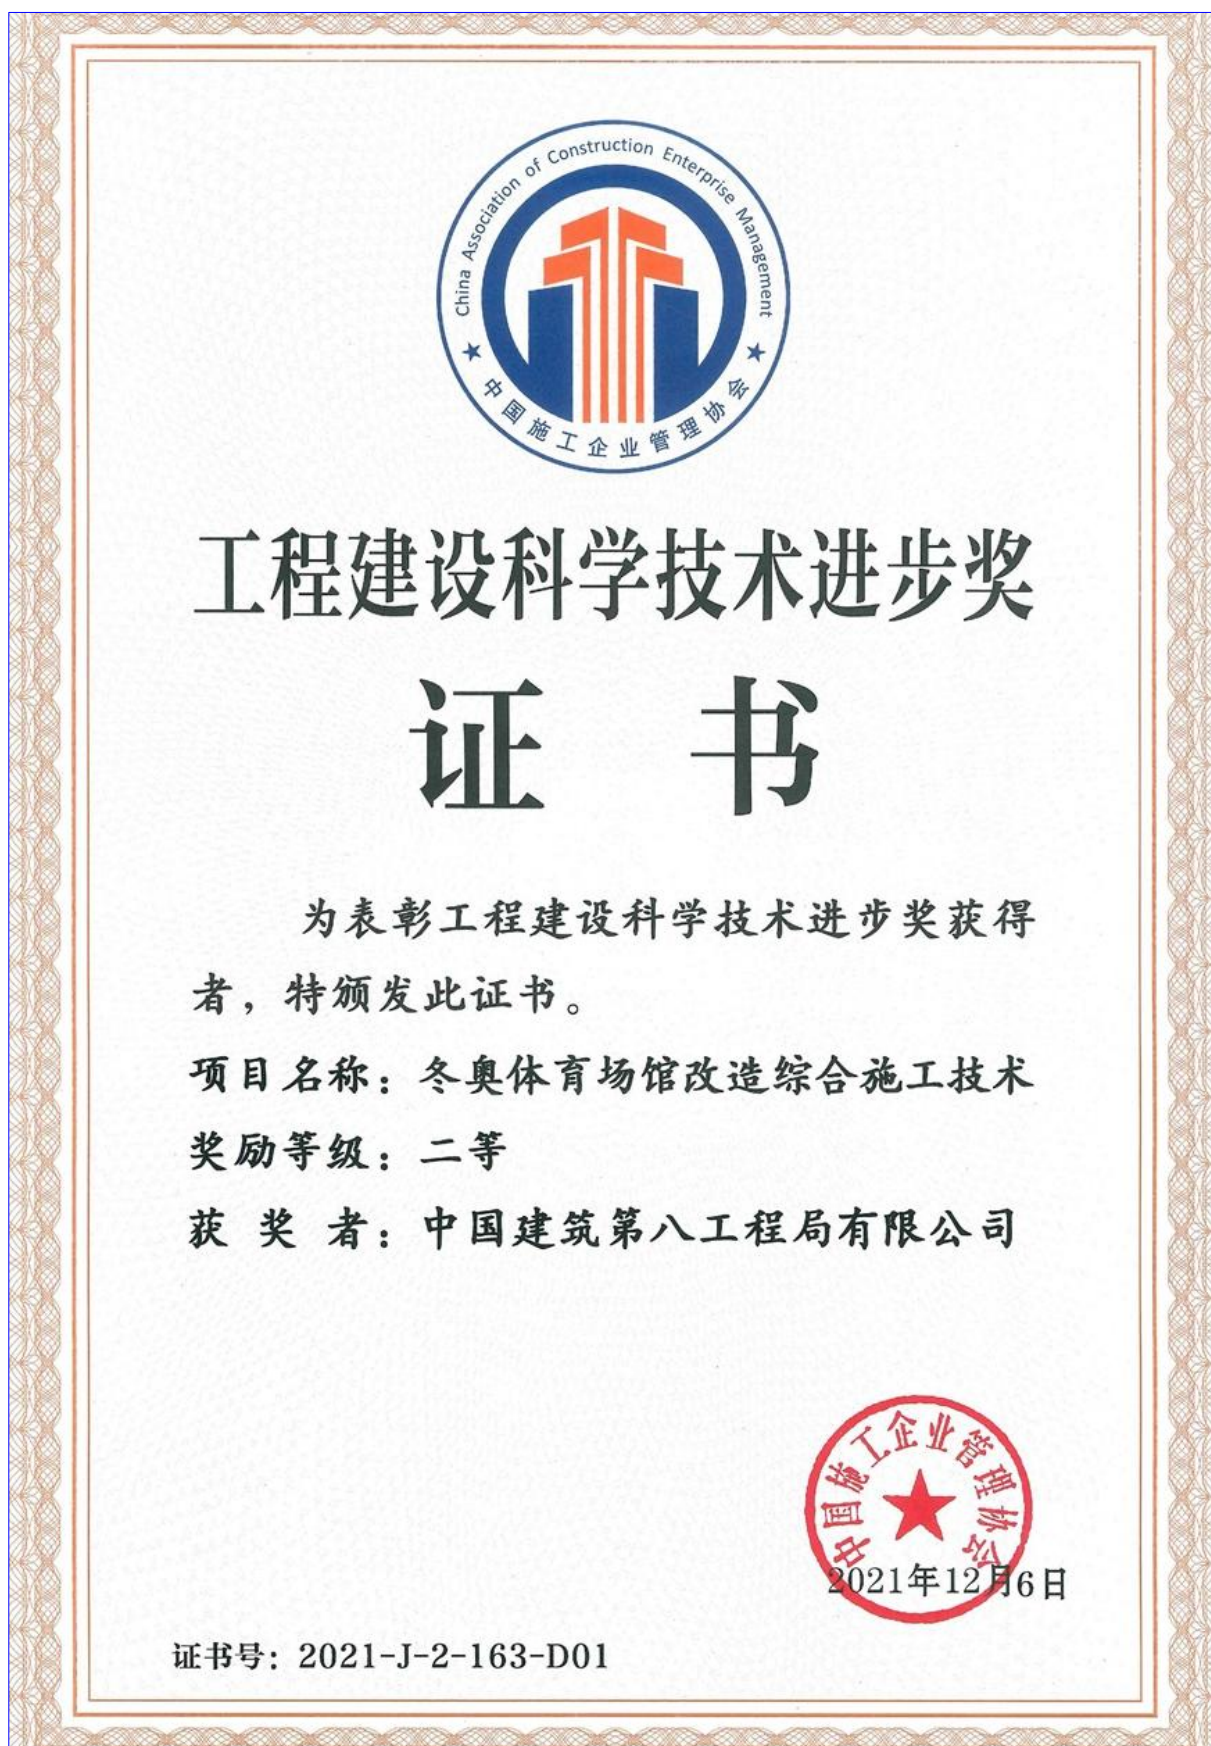 China Association of Construction Enterprise Management
★ 中国施工企业管理协会 ★
工程建设科学技术进步奖
证 书
为表彰工程建设科学技术进步奖获得
者，特颁发此证书。
项目名称：冬奥体育场馆改造综合施工技术
奖励等级：二等
获 奖 者：中国建筑第八工程局有限公司
中国施工企业管理协会
2021年12月6日
证书号：2021-J-2-163-D01